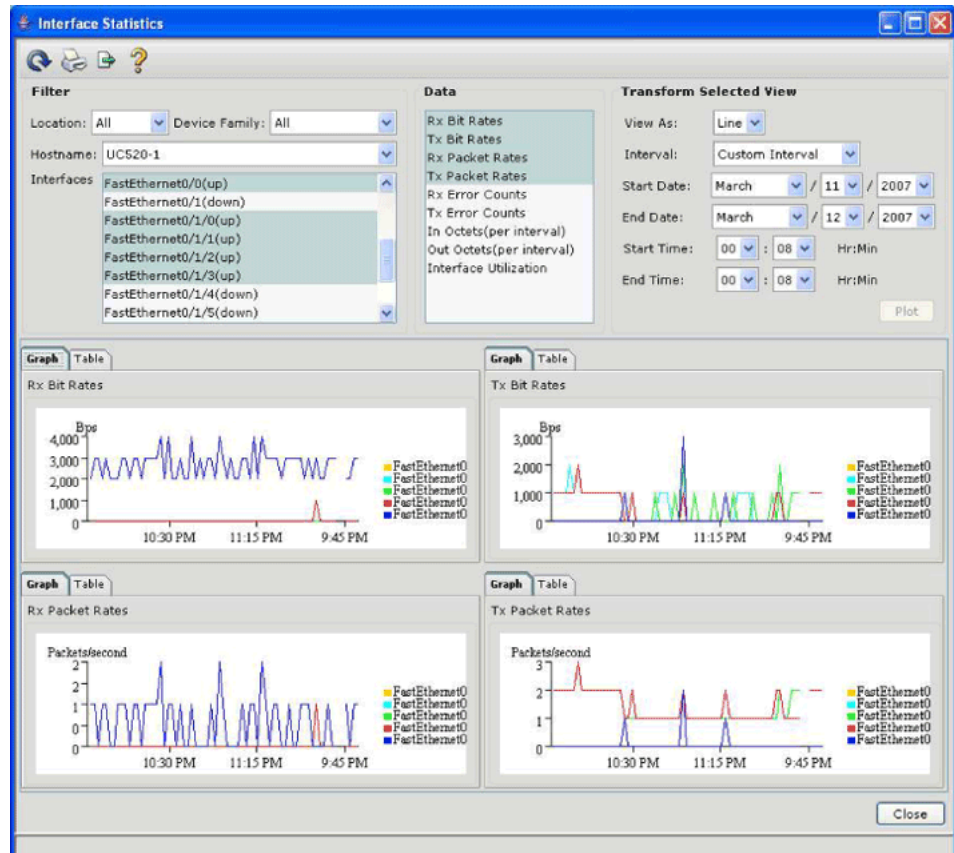 Interface Statistics
Filter
Location: All Device Family: All
Hostname: UC520-1
Interfaces
FastEthernet0/0(up)
FastEthernet0/1(down)
FastEthernet0/1/0(up)
FastEthernet0/1/1(up)
FastEthernet0/1/2(up)
FastEthernet0/1/3(up)
FastEthernet0/1/4(down)
FastEthernet0/1/5(down)
Data
Rx Bit Rates
Tx Bit Rates
Rx Packet Rates
Tx Packet Rates
Rx Error Counts
Tx Error Counts
In Octets(per interval)
Out Octets(per interval)
Interface Utilization
Transform Selected View
View As: Line
Interval: Custom Interval
Start Date: March / 11 / 2007
End Date: March / 12 / 2007
Start Time: 00 : 08 Hr:Min
End Time: 00 : 08 Hr:Min
Plot
Graph Table
Rx Bit Rates
Bps
4,000
3,000
2,000
1,000
0
10:30 PM 11:15 PM 9:45 PM
FastEthernet0
FastEthernet0
FastEthernet0
FastEthernet0
FastEthernet0
Graph Table
Tx Bit Rates
Bps
3,000
2,000
1,000
0
10:30 PM 11:15 PM 9:45 PM
FastEthernet0
FastEthernet0
FastEthernet0
FastEthernet0
FastEthernet0
Graph Table
Rx Packet Rates
Packets/second
2
2
1
0
0
10:30 PM 11:15 PM 9:45 PM
FastEthernet0
FastEthernet0
FastEthernet0
FastEthernet0
FastEthernet0
Graph Table
Tx Packet Rates
Packets/second
3
2
1
0
10:30 PM 11:15 PM 9:45 PM
FastEthernet0
FastEthernet0
FastEthernet0
FastEthernet0
FastEthernet0
Close